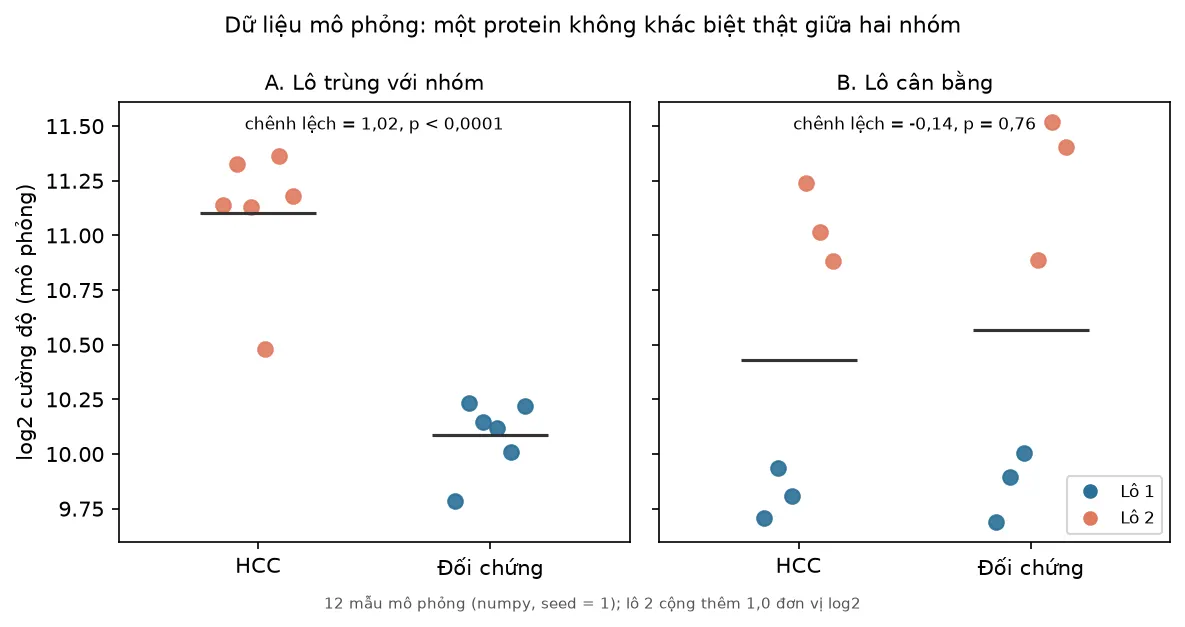 Dữ liệu mô phỏng: một protein không khác biệt thật giữa hai nhóm
A. Lô trùng với nhóm
chênh lệch = 1,02, p < 0,0001
log2 cường độ (mô phỏng)
11.50
11.25
11.00
10.75
10.50
10.25
10.00
9.75
HCC
Đối chứng
B. Lô cân bằng
chênh lệch = -0,14, p = 0,76
Lô 1
Lô 2
HCC
Đối chứng
12 mẫu mô phỏng (numpy, seed = 1); lô 2 cộng thêm 1,0 đơn vị log2